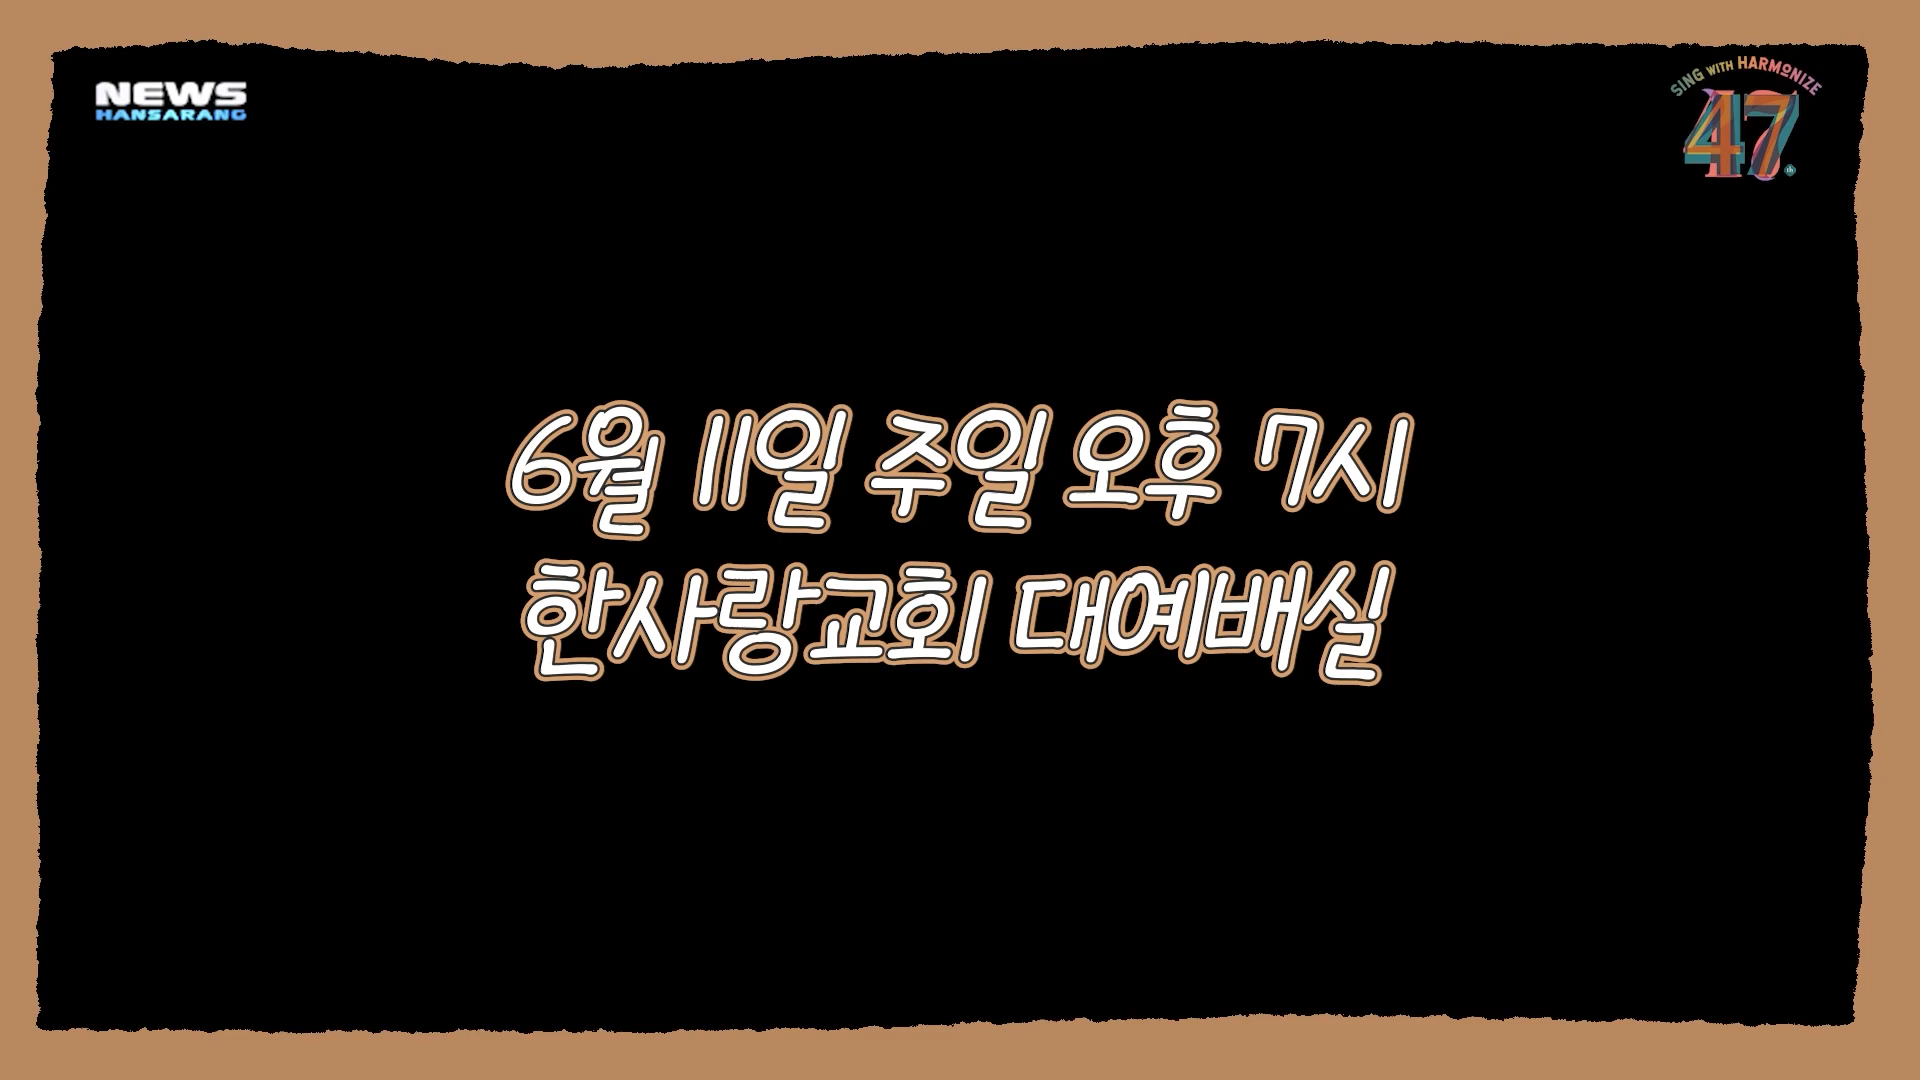 NEWS
HANSARANG
SING WITH HARMONIZE
47th
6월 11일 주일 오후 7시
한사랑교회 대예배실